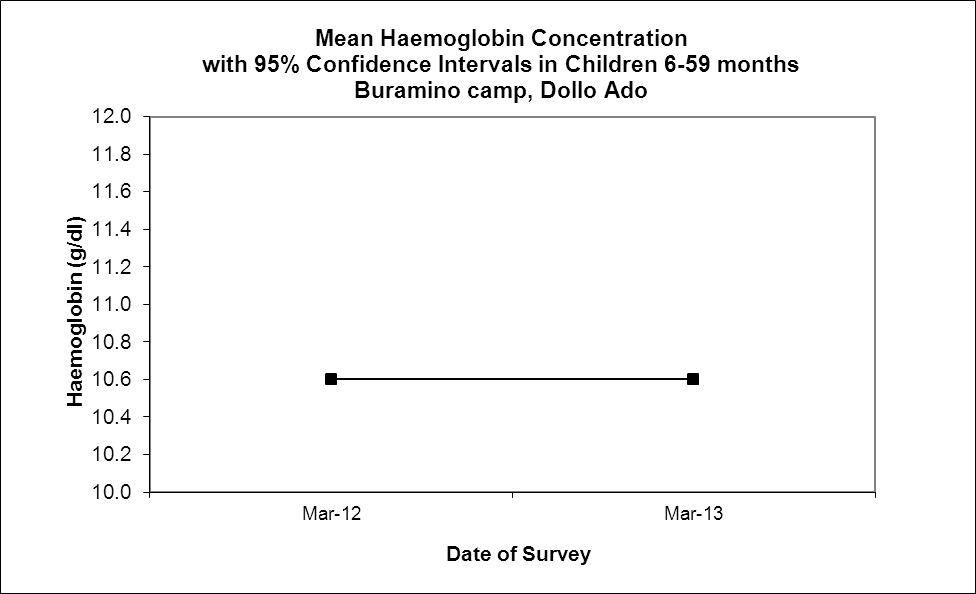 Mean Haemoglobin Concentration
with 95% Confidence Intervals in Children 6-59 months
Buramino camp, Dollo Ado
12.0
11.8
11.6
11.4
11.2
11.0
10.8
10.6
10.4
10.2
10.0
Haemoglobin (g/dl)
Mar-12
Mar-13
Date of Survey